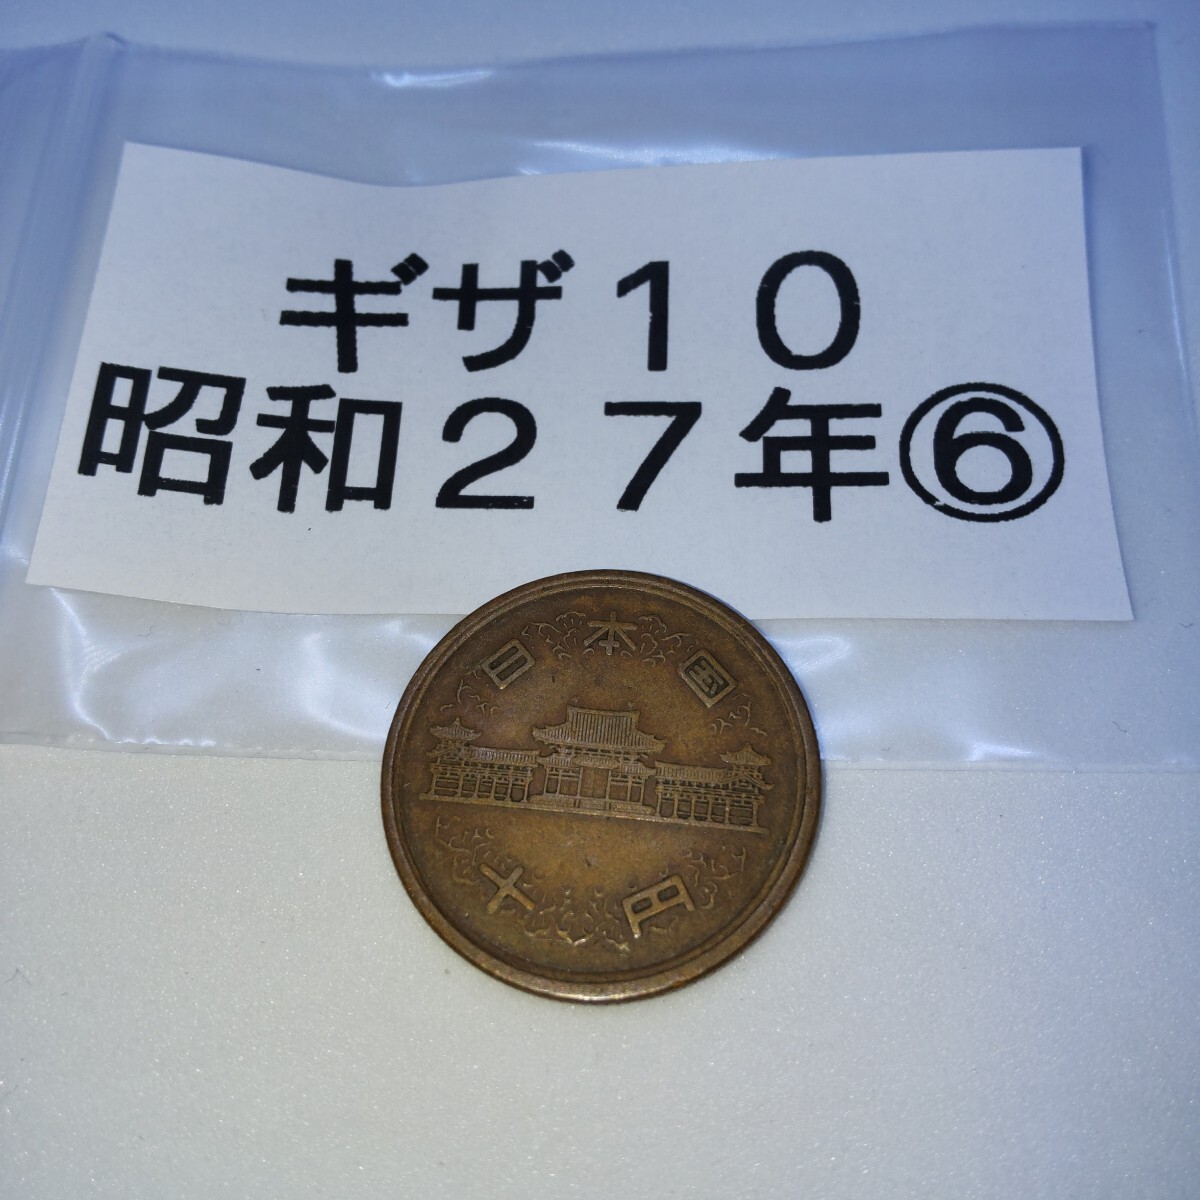 ギザ１０
昭和２７年⑥
日本国
十円